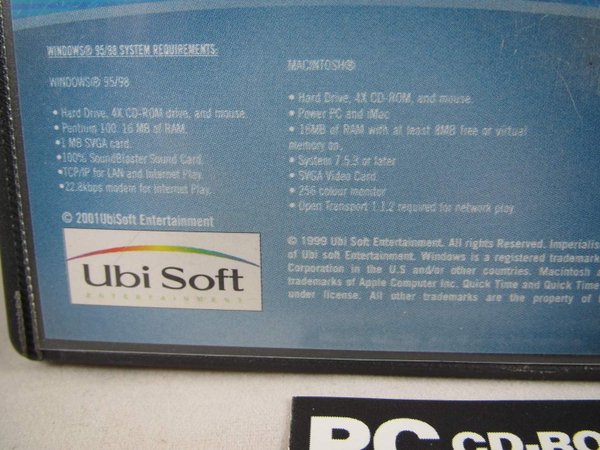 WINDOWS® 95/98 SYSTEM REQUIREMENTS:
WINDOWS® 95/98
• Hard Drive, 4X CD-ROM drive, and mouse.
• Pentium 100. 16 MB of RAM.
• 1 MB SVGA card.
• 100% SoundBlaster Sound Card.
• TCP/IP for LAN and Internet Play.
• 22.8kbps modem for Internet Play.
© 2001UbiSoft Entertainment
Ubi Soft
ENTERTAINMENT
MACINTOSH®
• Hard Drive, 4X CD-ROM, and mouse.
• Power PC and iMac
• 16MB of RAM with at least 8MB free or virtual
memory on.
• System 7.5.3 or later
• SVGA Video Card.
• 256 colour monitor
• Open Transport 1.1.2 required for network play.
© 1999 Ubi Soft Entertainment. All rights Reserved. Imperialis
of Ubi soft Entertainment. Windows is a registered trademark
Corporation in the U.S and/or other countries. Macintosh a
trademarks of Apple Computer Inc. Quick Time and Quick Time
under license. All other trademarks are the property of t
PC CD-RO